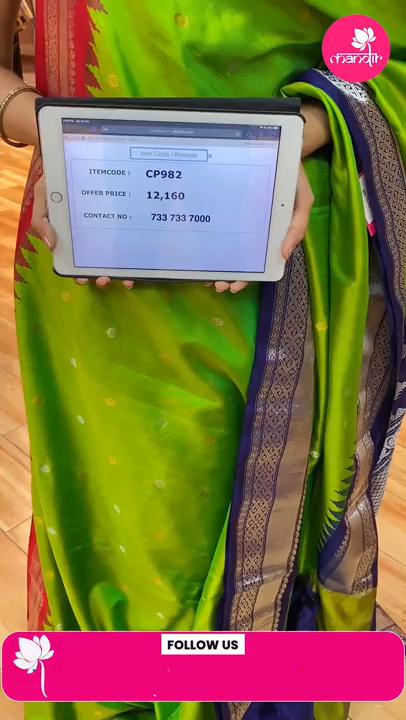 mandir
Item Code / Barcode
ITEMCODE : CP982
OFFER PRICE : 12,160
CONTACT NO : 733 733 7000
FOLLOW US